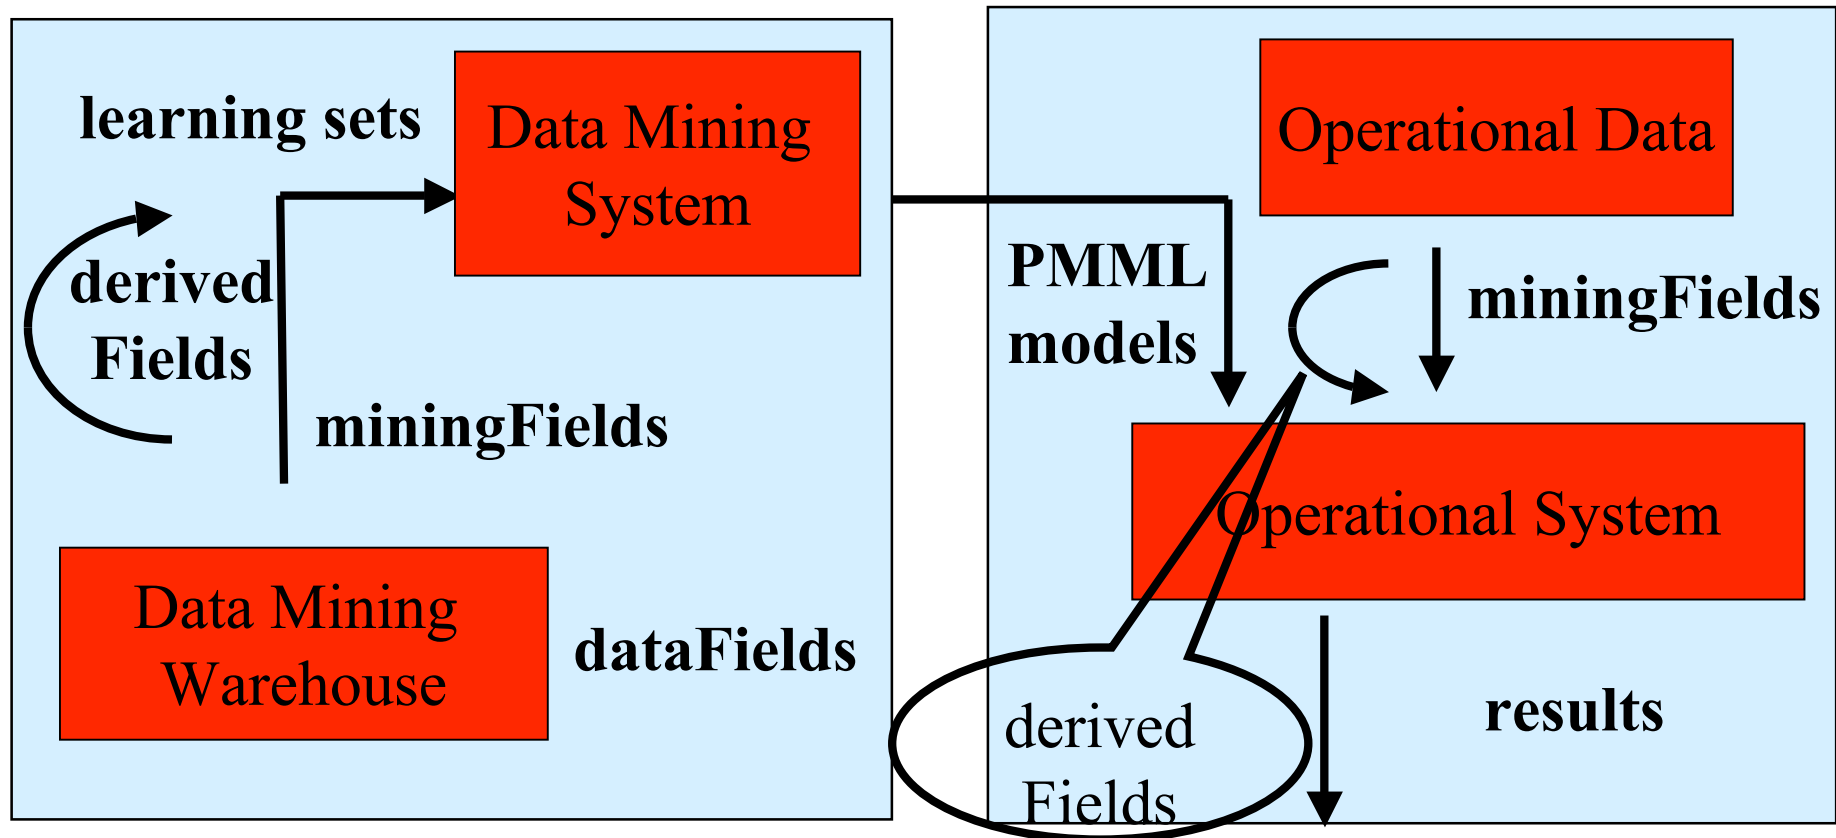 learning sets
Data Mining
System
derived
Fields
miningFields
Data Mining
Warehouse
dataFields
Operational Data
PMML
models
miningFields
Operational System
derived
Fields
results